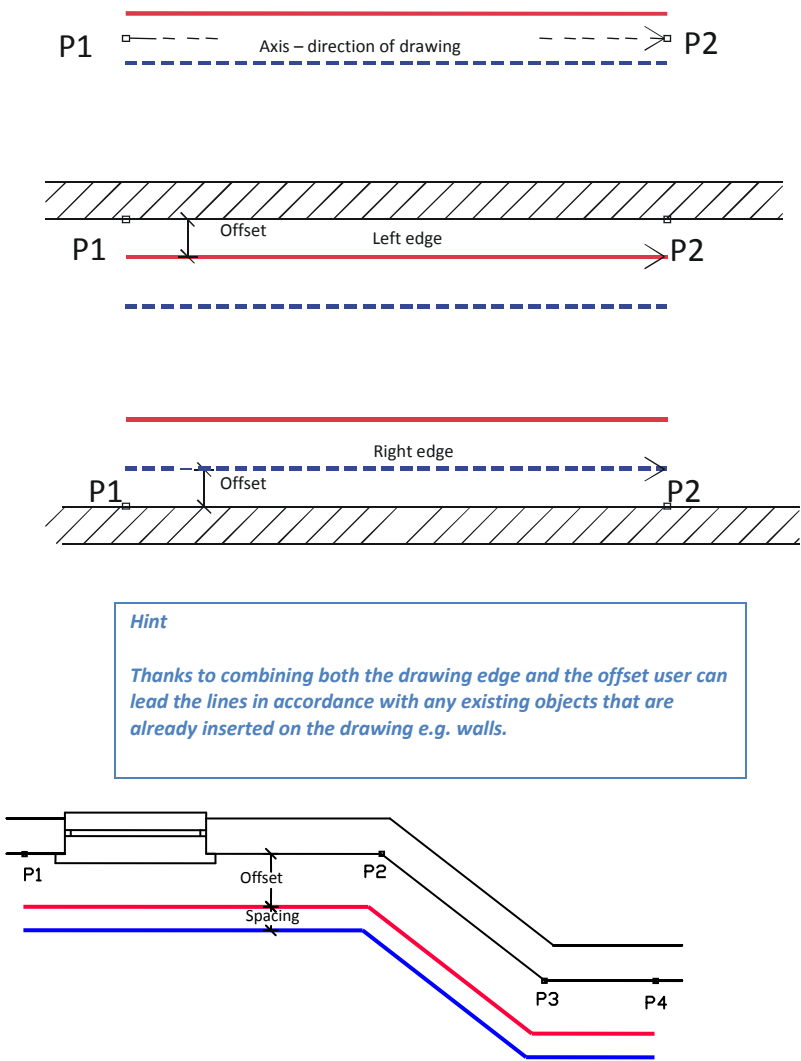 P1
Axis – direction of drawing
P2
Offset
P1
Left edge
P2
Right edge
Offset
P1
P2
Hint
Thanks to combining both the drawing edge and the offset user can
lead the lines in accordance with any existing objects that are
already inserted on the drawing e.g. walls.
P1
P2
Offset
Spacing
P3
P4